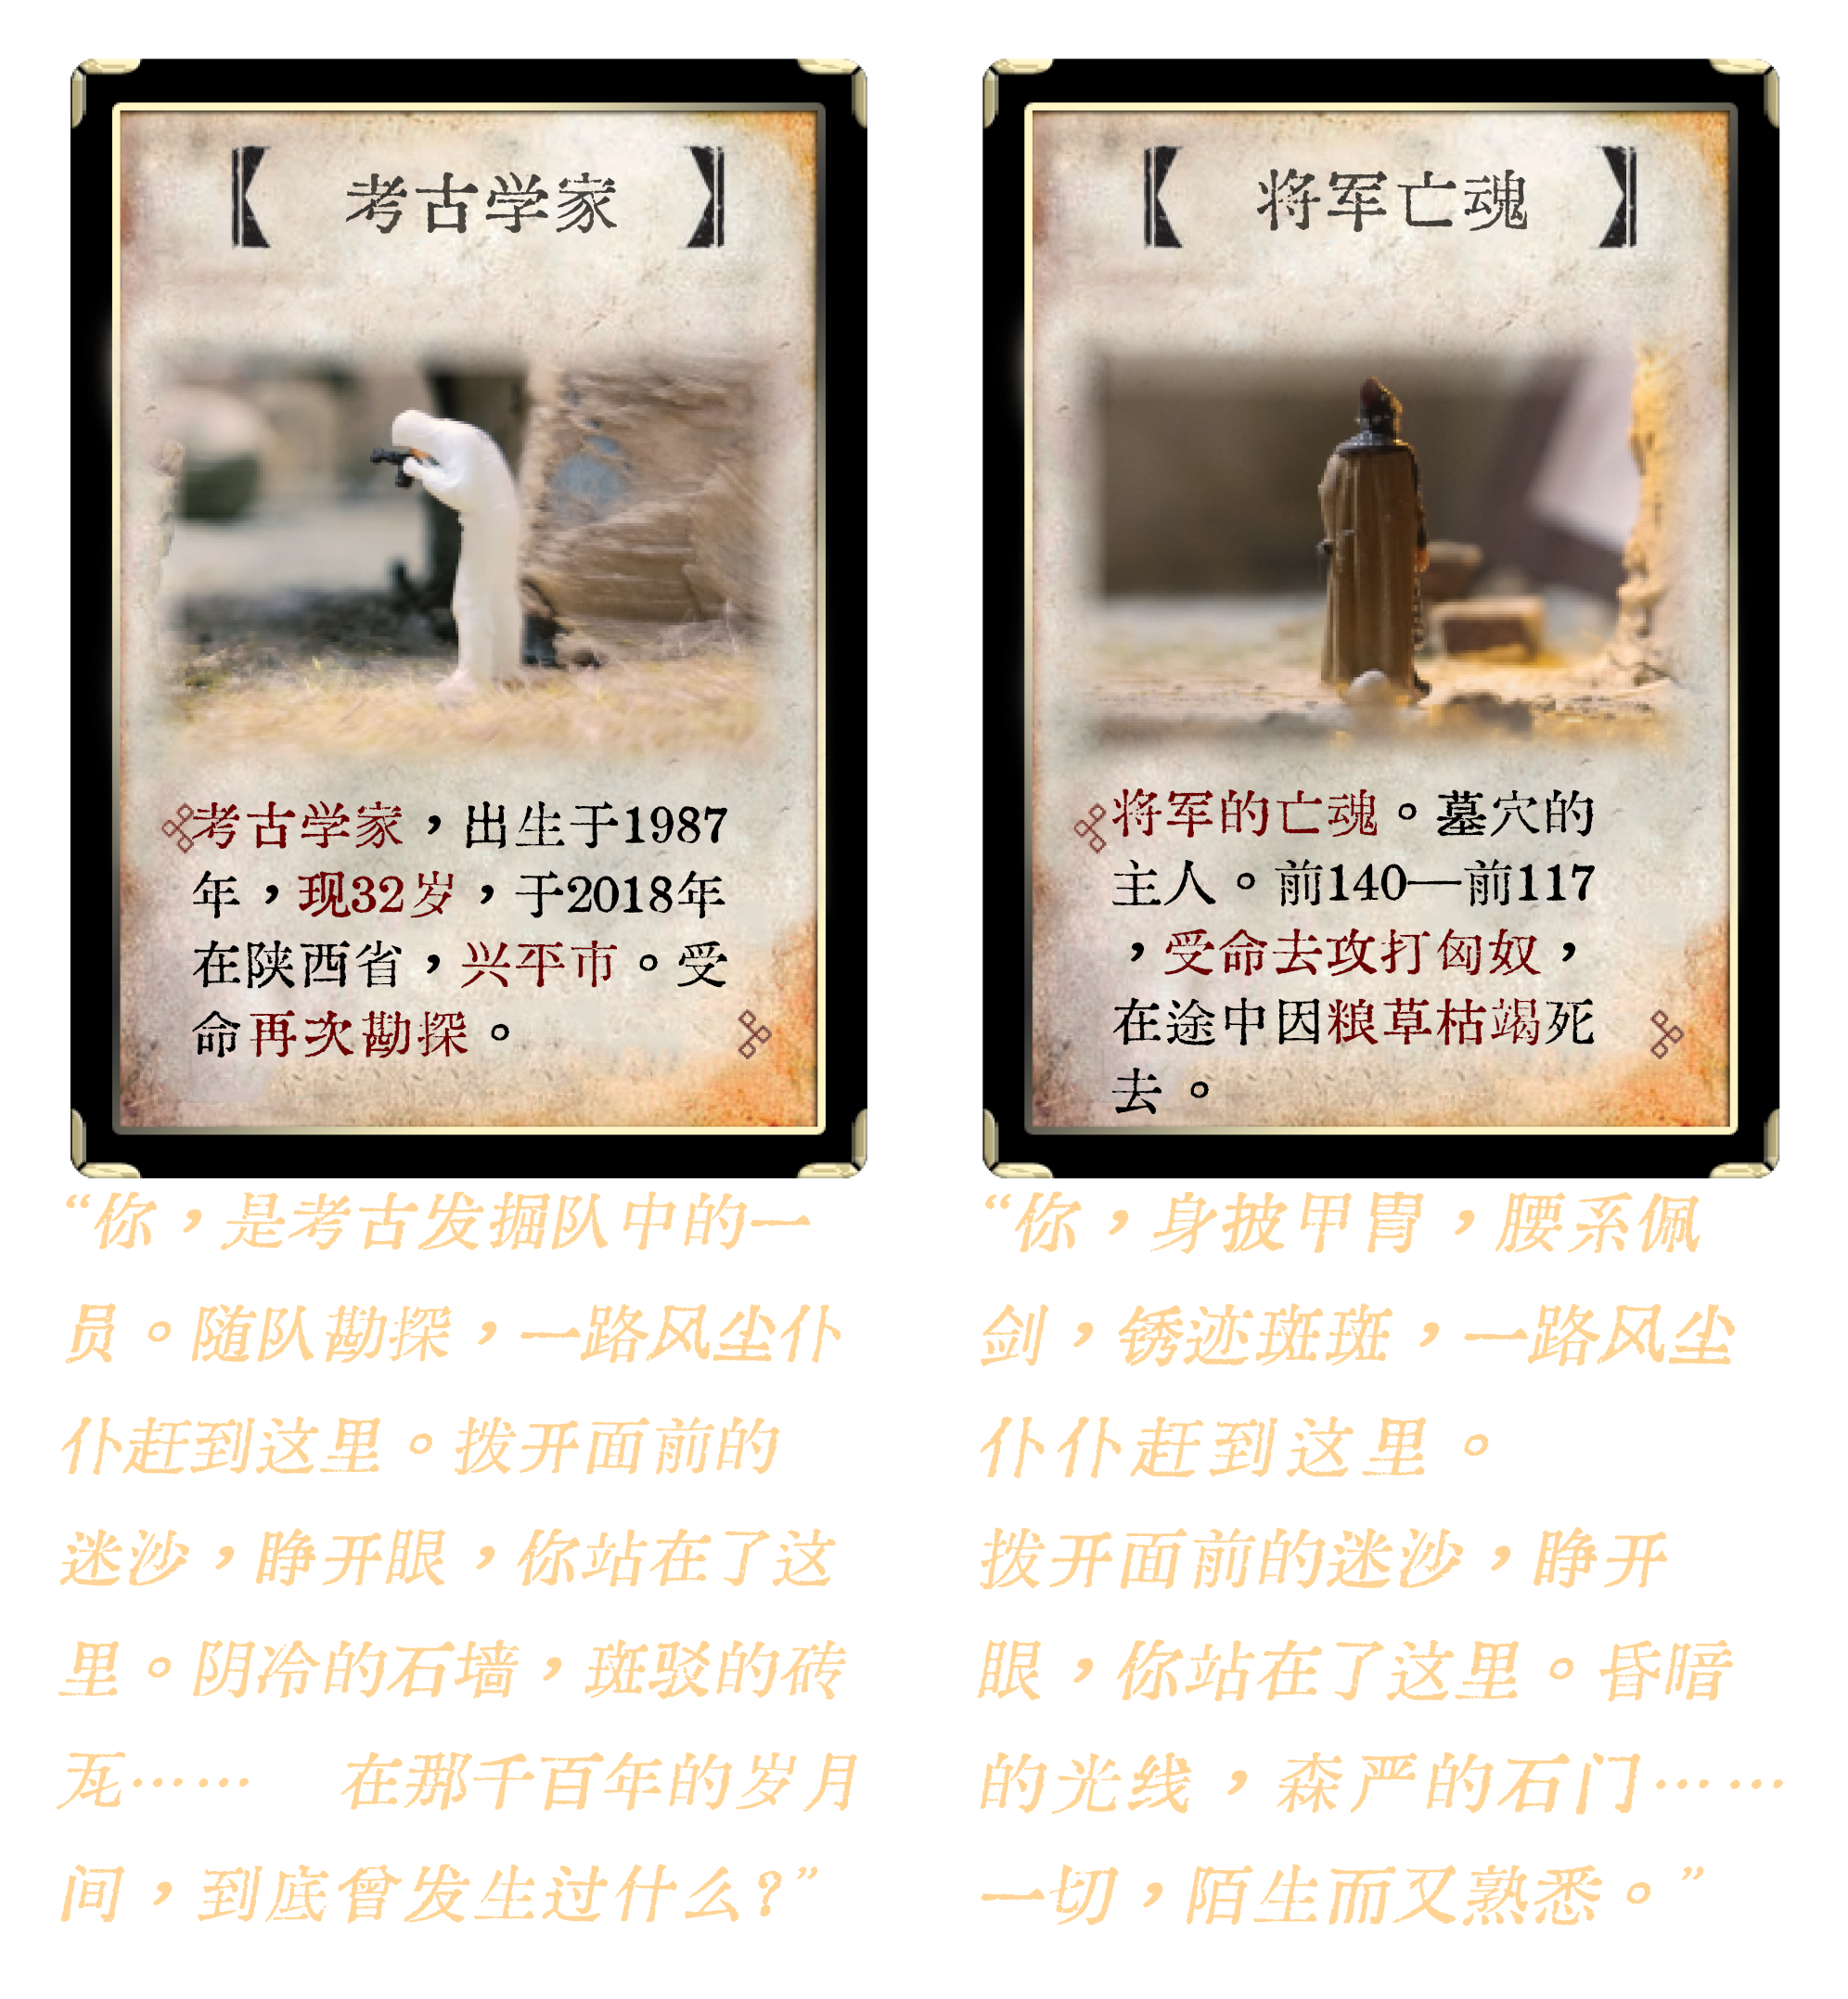 【 考古学家 】
考古学家，出生于1987
年，现32岁，于2018年
在陕西省，兴平市。受
命再次勘探。
“你，是考古发掘队中的一
员。随队勘探，一路风尘仆
仆赶到这里。拨开面前的
迷沙，睁开眼，你站在了这
里。阴冷的石墙，斑驳的砖
瓦…… 在那千百年的岁月
间，到底曾发生过什么？”
【 将军亡魂 】
将军的亡魂。墓穴的
主人。前140—前117
，受命去攻打匈奴，
在途中因粮草枯竭死
去。
“你，身披甲胄，腰系佩
剑，锈迹斑斑，一路风尘
仆仆赶到这里。
拨开面前的迷沙，睁开
眼，你站在了这里。昏暗
的光线，森严的石门……
一切，陌生而又熟悉。”